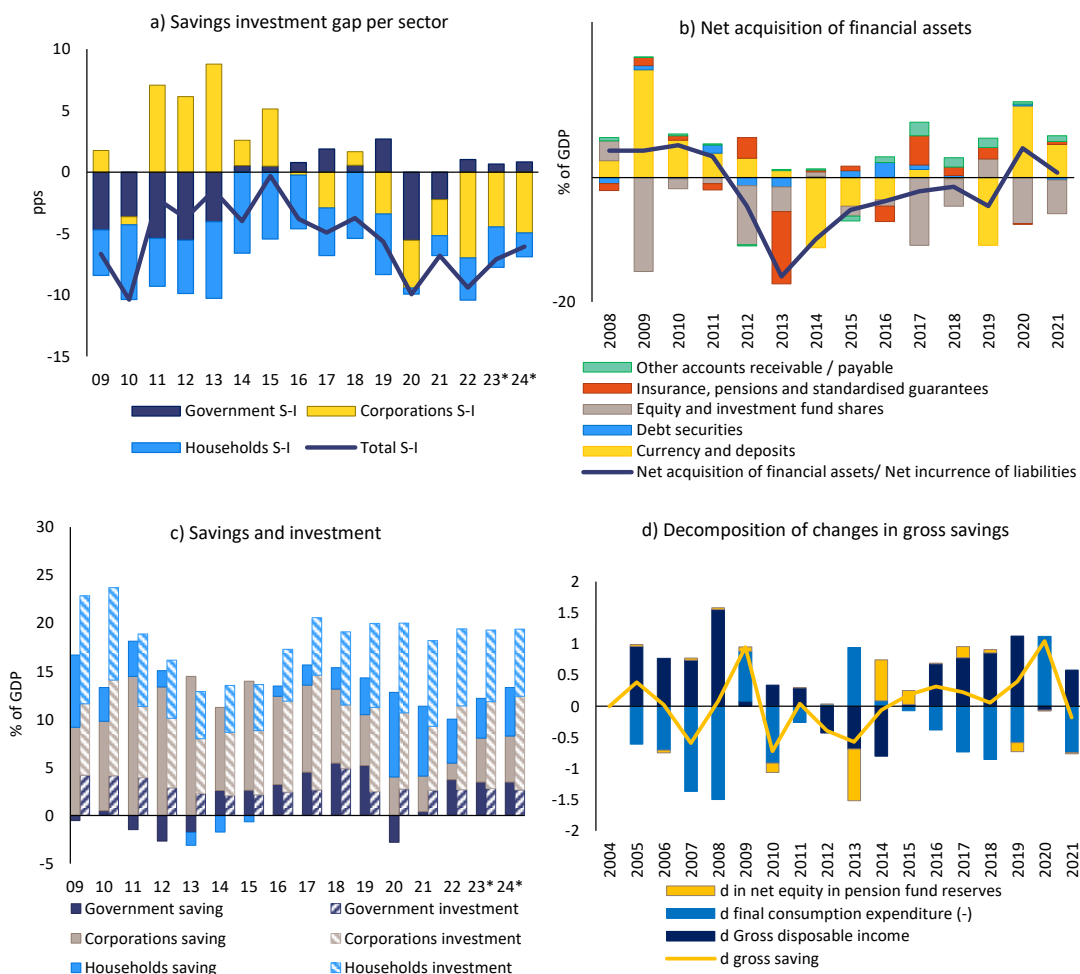 a) Savings investment gap per sector
10
5
0
-5
-10
-15
pps
09 10 11 12 13 14 15 16 17 18 19 20 21 22 23* 24*
Government S-I
Corporations S-I
Households S-I
Total S-I
b) Net acquisition of financial assets
% of GDP
-20
2008 2009 2010 2011 2012 2013 2014 2015 2016 2017 2018 2019 2020 2021
Other accounts receivable / payable
Insurance, pensions and standardised guarantees
Equity and investment fund shares
Debt securities
Currency and deposits
Net acquisition of financial assets/ Net incurrence of liabilities
c) Savings and investment
30
25
20
15
10
5
0
-5
% of GDP
09 10 11 12 13 14 15 16 17 18 19 20 21 22 23* 24*
Government saving
Government investment
Corporations saving
Corporations investment
Households saving
Households investment
d) Decomposition of changes in gross savings
2
1.5
1
0.5
0
-0.5
-1
-1.5
-2
2004 2005 2006 2007 2008 2009 2010 2011 2012 2013 2014 2015 2016 2017 2018 2019 2020 2021
d in net equity in pension fund reserves
d final consumption expenditure (-)
d Gross disposable income
d gross saving